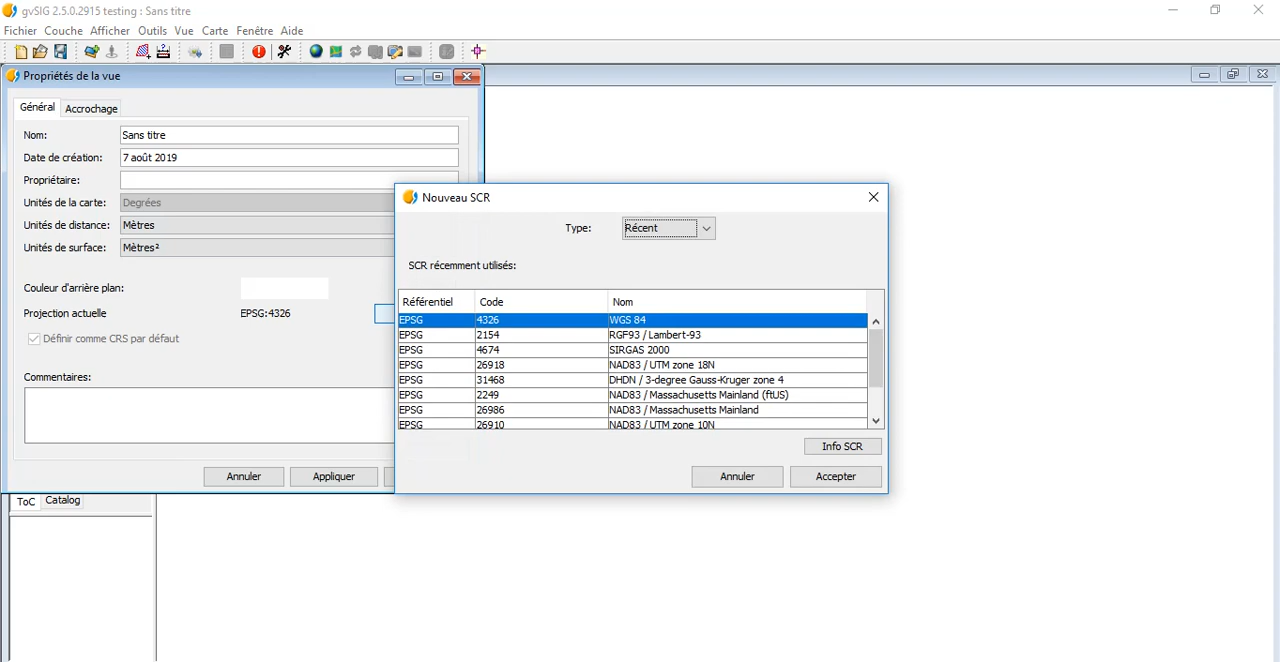 gvSIG 2.5.0.2915 testing : Sans titre
Fichier Couche Afficher Outils Vue Carte Fenêtre Aide
Propriétés de la vue
Général Accrochage
Nom: Sans titre
Date de création: 7 août 2019
Propriétaire:
Unités de la carte: Degrées
Unités de distance: Mètres
Unités de surface: Mètres²
Couleur d'arrière plan:
Projection actuelle EPSG:4326
Définir comme CRS par défaut
Commentaires:
Annuler Appliquer
Nouveau SCR
Type: Récent
SCR récemment utilisés:
Référentiel Code Nom
EPSG 4326 WGS 84
EPSG 2154 RGF93 / Lambert-93
EPSG 4674 SIRGAS 2000
EPSG 26918 NAD83 / UTM zone 18N
EPSG 31468 DHDN / 3-degree Gauss-Kruger zone 4
EPSG 2249 NAD83 / Massachusetts Mainland (ftUS)
EPSG 26986 NAD83 / Massachusetts Mainland
EPSG 26910 NAD83 / UTM zone 10N
Info SCR
Annuler Accepter
ToC Catalog